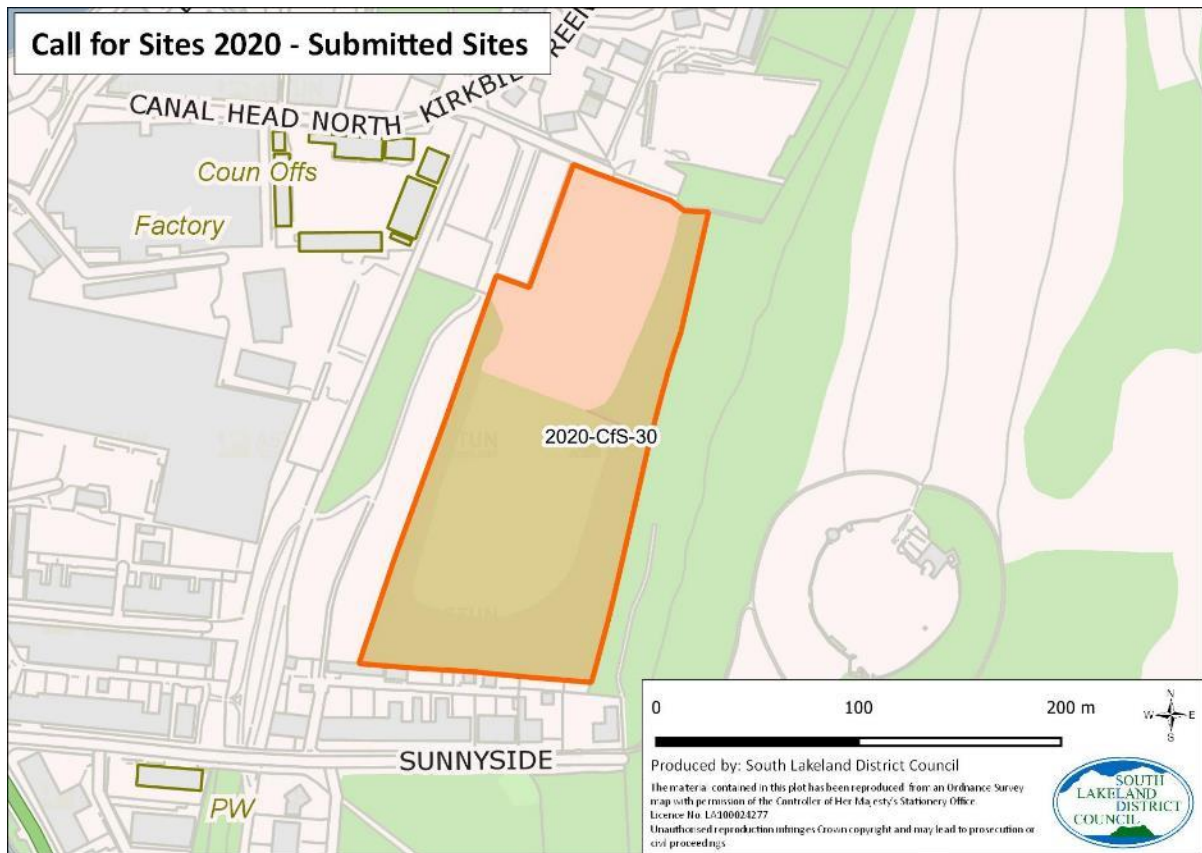 Call for Sites 2020 - Submitted Sites
CANAL HEAD NORTH
Coun Offs
Factory
2020-CfS-30
SUNNYSIDE
PW
0 100 200 m
N
W E
S
Produced by: South Lakeland District Council
The material contained in this plot has been reproduced from an Ordnance Survey
map with permission of the Controller of Her Majesty's Stationery Office.
Licence No. LA100024277
Unauthorised reproduction infringes Crown copyright and may lead to prosecution or
civil proceedings
SOUTH
LAKELAND
DISTRICT
COUNCIL